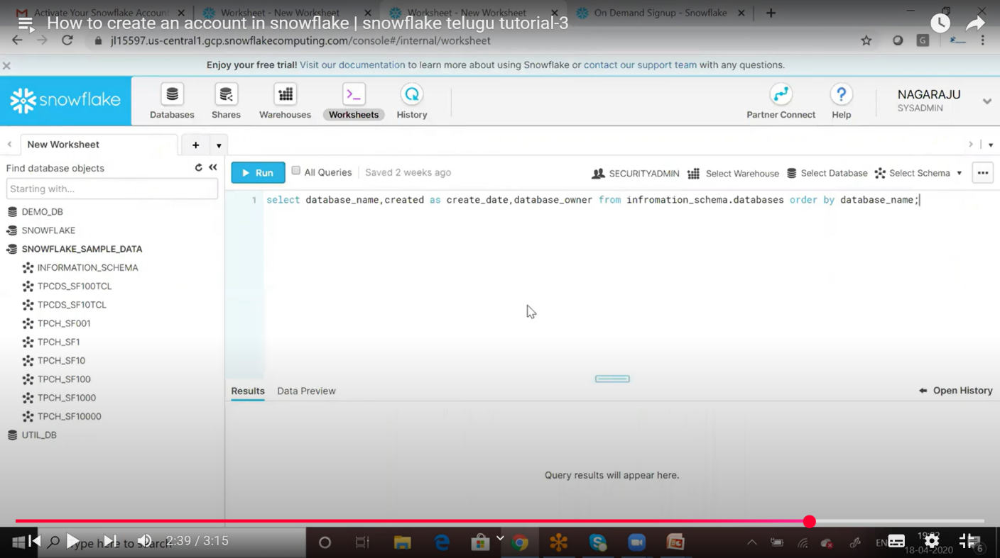 Activate Your Snowflake Account
Worksheet - New Worksheet
Worksheet - New Worksheet
On Demand Signup - Snowflake
How to create an account in snowflake | snowflake telugu tutorial-3
jl15597.us-central1.gcp.snowflakecomputing.com/console#/internal/worksheet
G
Enjoy your free trial! Visit our documentation to learn more about using Snowflake or contact our support team with any questions.
snowflake
Databases
Shares
Warehouses
Worksheets
History
Partner Connect
Help
NAGARAJU
SYSADMIN
New Worksheet
Find database objects
Starting with...
DEMO_DB
SNOWFLAKE
SNOWFLAKE_SAMPLE_DATA
INFORMATION_SCHEMA
TPCDS_SF100TCL
TPCDS_SF10TCL
TPCH_SF001
TPCH_SF1
TPCH_SF10
TPCH_SF100
TPCH_SF1000
TPCH_SF10000
UTIL_DB
Run
All Queries
Saved 2 weeks ago
SECURITYADMIN
Select Warehouse
Select Database
Select Schema
1 select database_name,created as create_date,database_owner from infromation_schema.databases order by database_name;
Results
Data Preview
Open History
Query results will appear here.
Type here to search
2:39 / 3:15
18-04-2020
6